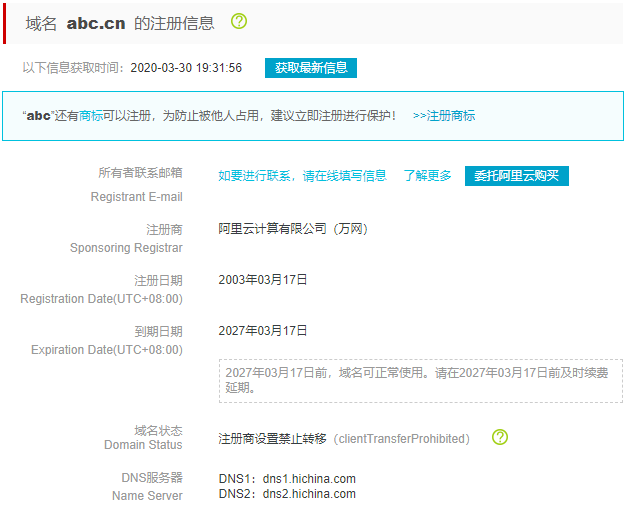 域名 abc.cn 的注册信息
以下信息获取时间：2020-03-30 19:31:56 获取最新信息
“abc”还有商标可以注册，为防止被他人占用，建议立即注册进行保护！ >>注册商标
所有者联系邮箱
Registrant E-mail
如要进行联系，请在线填写信息 了解更多 委托阿里云购买
注册商
Sponsoring Registrar
阿里云计算有限公司（万网）
注册日期
Registration Date(UTC+08:00)
2003年03月17日
到期日期
Expiration Date(UTC+08:00)
2027年03月17日
2027年03月17日前，域名可正常使用。请在2027年03月17日前及时续费
延期。
域名状态
Domain Status
注册商设置禁止转移（clientTransferProhibited）
DNS服务器
Name Server
DNS1：dns1.hichina.com
DNS2：dns2.hichina.com